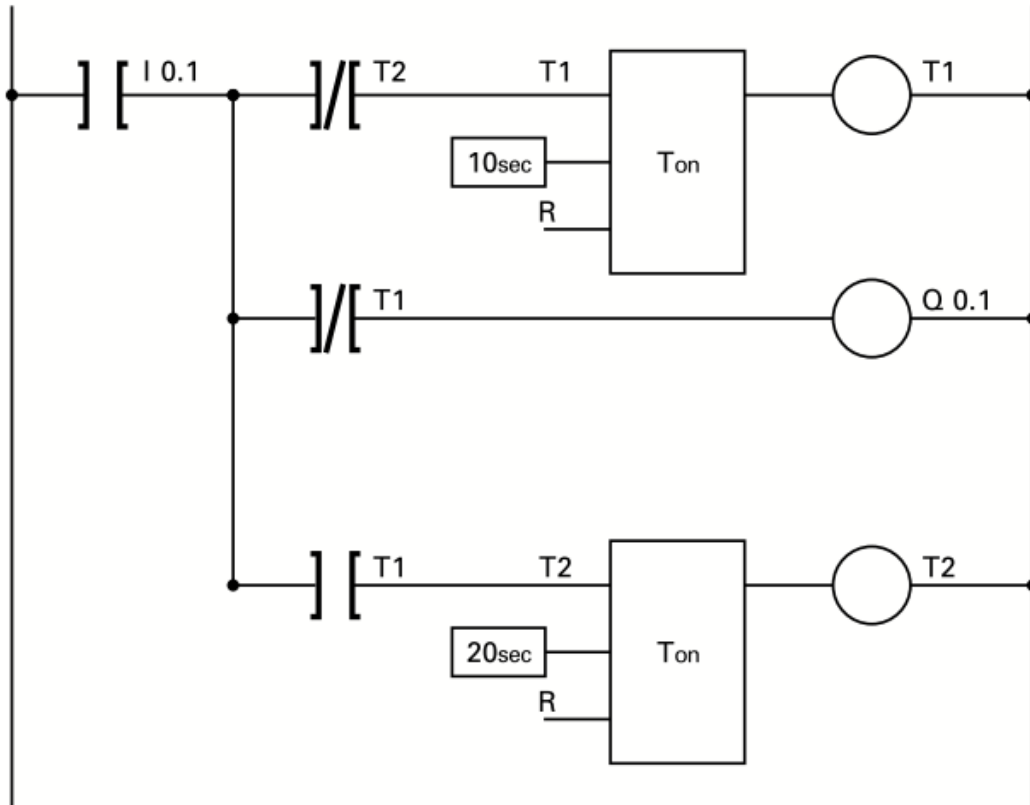 I 0.1 T2 T1 T1
10sec Ton
R
T1 Q 0.1
T1 T2 T2
20sec Ton
R